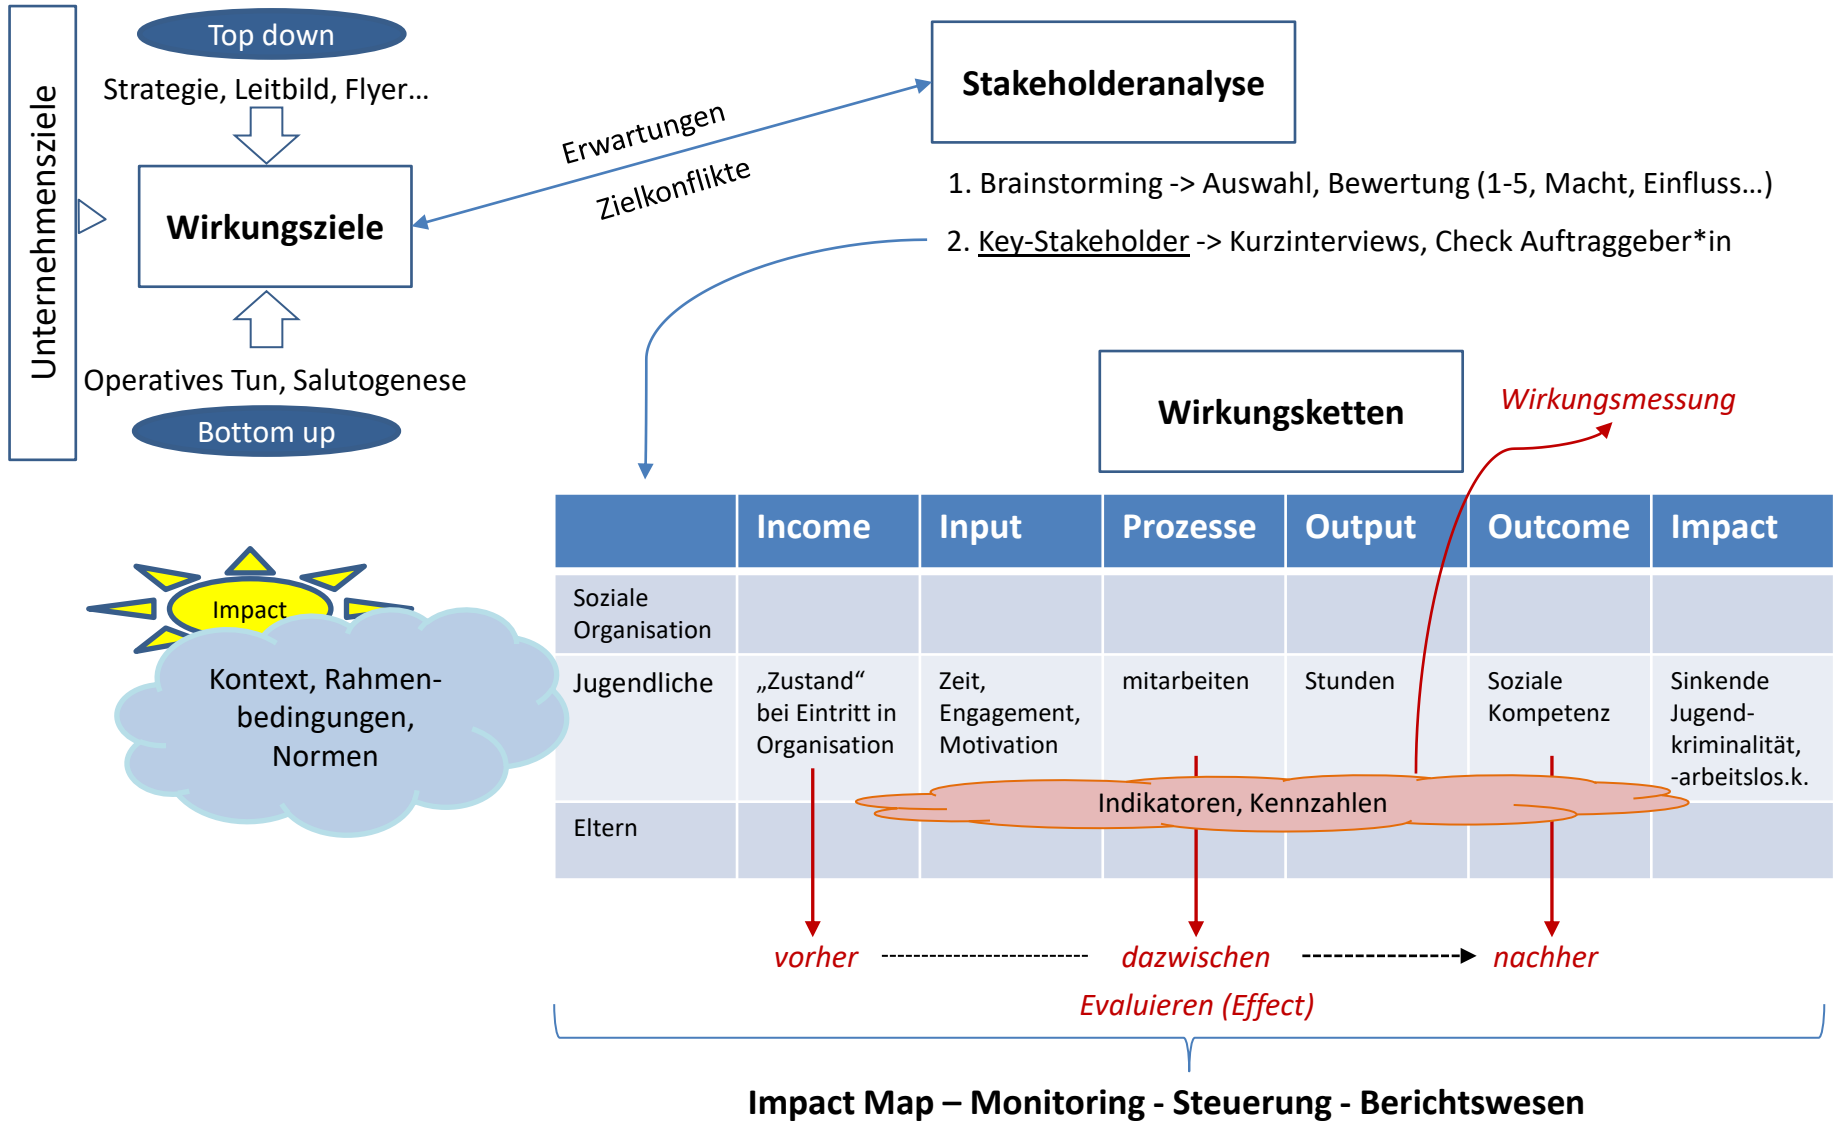 Unternehmensziele
Top down
Strategie, Leitbild, Flyer…
Wirkungsziele
Operatives Tun, Salutogenese
Bottom up
Erwartungen
Zielkonflikte
Stakeholderanalyse
1. Brainstorming -> Auswahl, Bewertung (1-5, Macht, Einfluss…)
2. Key-Stakeholder -> Kurzinterviews, Check Auftraggeber*in
Wirkungsketten
Wirkungsmessung
Impact
Kontext, Rahmen-
bedingungen,
Normen
Income
Input
Prozesse
Output
Outcome
Impact
Soziale
Organisation
Jugendliche
„Zustand“
bei Eintritt in
Organisation
Zeit,
Engagement,
Motivation
mitarbeiten
Stunden
Soziale
Kompetenz
Sinkende
Jugend-
kriminalität,
-arbeitslos.k.
Indikatoren, Kennzahlen
Eltern
vorher
dazwischen
nachher
Evaluieren (Effect)
Impact Map – Monitoring - Steuerung - Berichtswesen